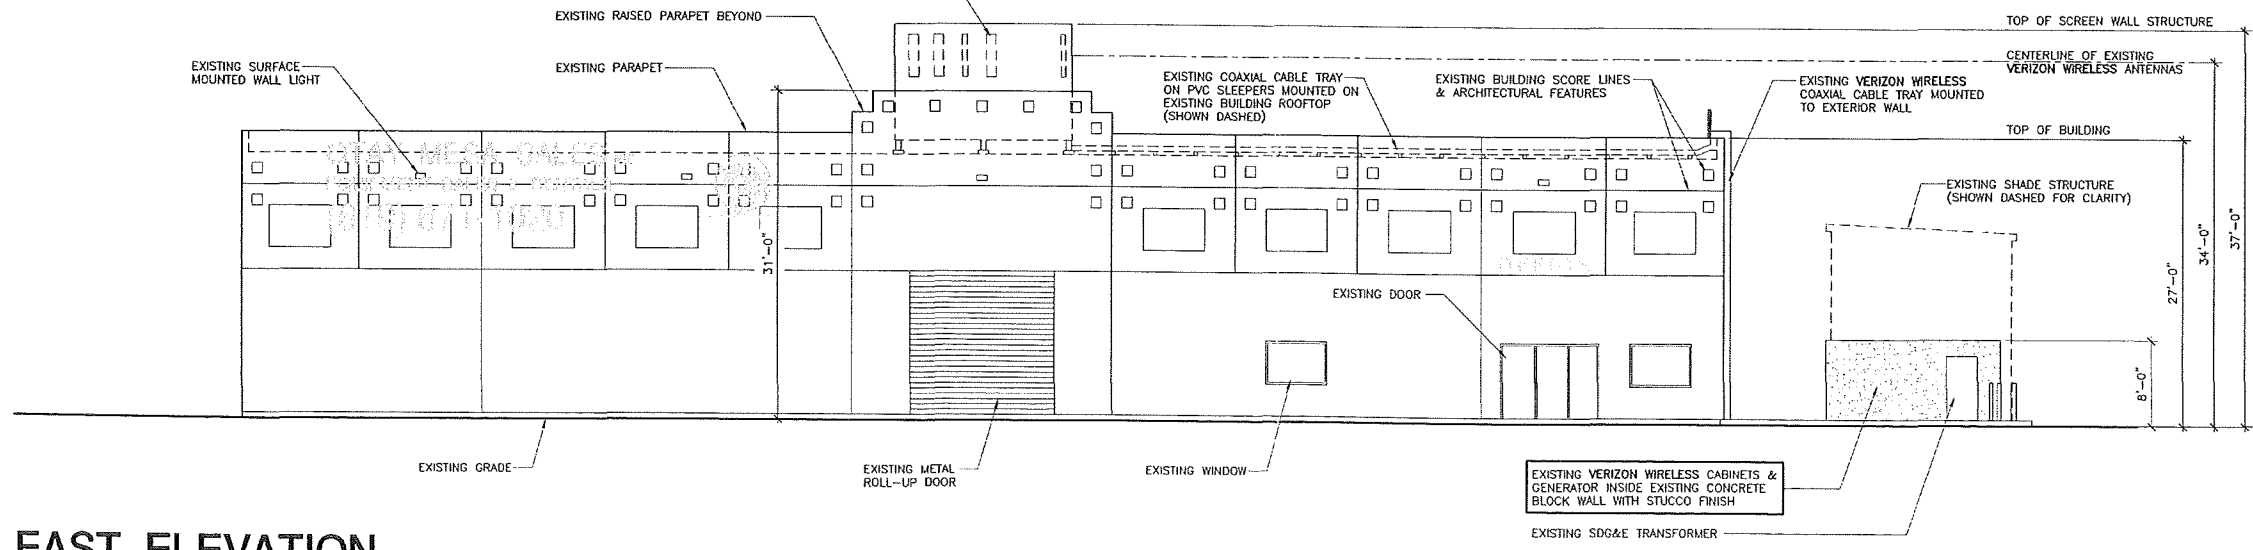 EXISTING RAISED PARAPET BEYOND
TOP OF SCREEN WALL STRUCTURE
EXISTING SURFACE
MOUNTED WALL LIGHT
EXISTING PARAPET
EXISTING COAXIAL CABLE TRAY
ON PVC SLEEPERS MOUNTED ON
EXISTING BUILDING ROOFTOP
(SHOWN DASHED)
EXISTING BUILDING SCORE LINES
& ARCHITECTURAL FEATURES
EXISTING VERIZON WIRELESS
COAXIAL CABLE TRAY MOUNTED
TO EXTERIOR WALL
CENTERLINE OF EXISTING
VERIZON WIRELESS ANTENNAS
TOP OF BUILDING
OTAY MESA SALES
EXISTING SHADE STRUCTURE
(SHOWN DASHED FOR CLARITY)
31'-0"
27'-0"
34'-0"
37'-0"
EXISTING DOOR
8'-0"
EXISTING GRADE
EXISTING METAL
ROLL-UP DOOR
EXISTING WINDOW
EXISTING VERIZON WIRELESS CABINETS &
GENERATOR INSIDE EXISTING CONCRETE
BLOCK WALL WITH STUCCO FINISH
EXISTING SDG&E TRANSFORMER
EAST ELEVATION